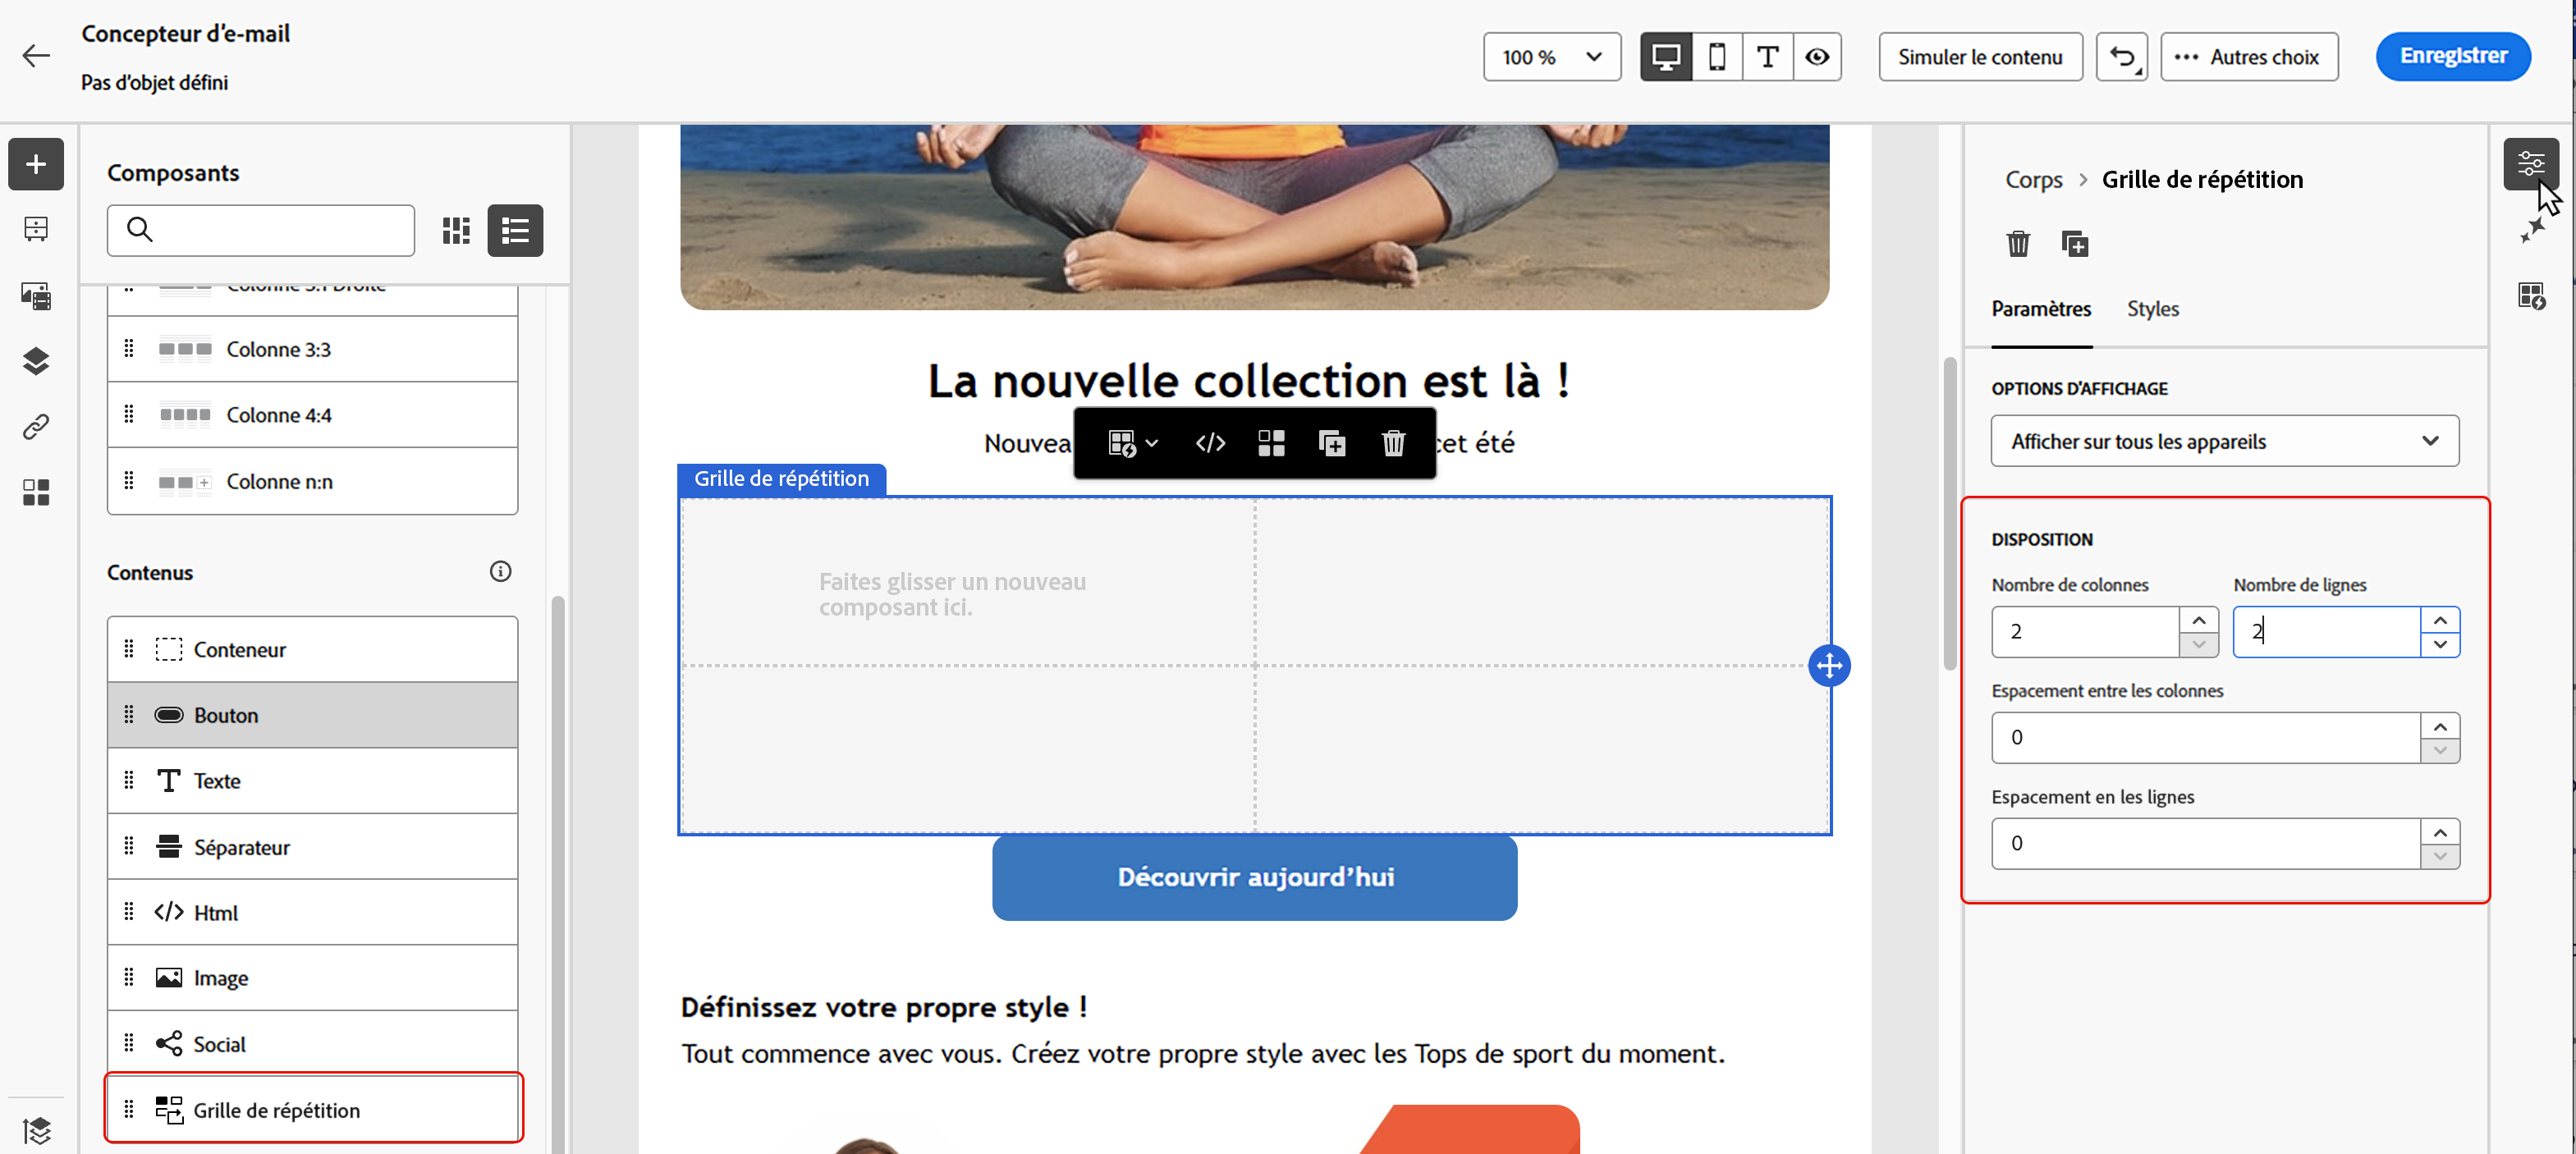 Concepteur d'e-mail
Pas d'objet défini
100 %
Simuler le contenu
Autres choix
Enregistrer
Composants
Colonne 3:1 Droite
Colonne 3:3
Colonne 4:4
Colonne n:n
Contenus
Conteneur
Bouton
Texte
Séparateur
Html
Image
Social
Grille de répétition
La nouvelle collection est là !
cet été
Grille de répétition
Faites glisser un nouveau
composant ici.
Découvrir aujourd'hui
Définissez votre propre style !
Tout commence avec vous. Créez votre propre style avec les Tops de sport du moment.
Corps > Grille de répétition
Paramètres Styles
OPTIONS D'AFFICHAGE
Afficher sur tous les appareils
DISPOSITION
Nombre de colonnes Nombre de lignes
2 2
Espacement entre les colonnes
0
Espacement en les lignes
0